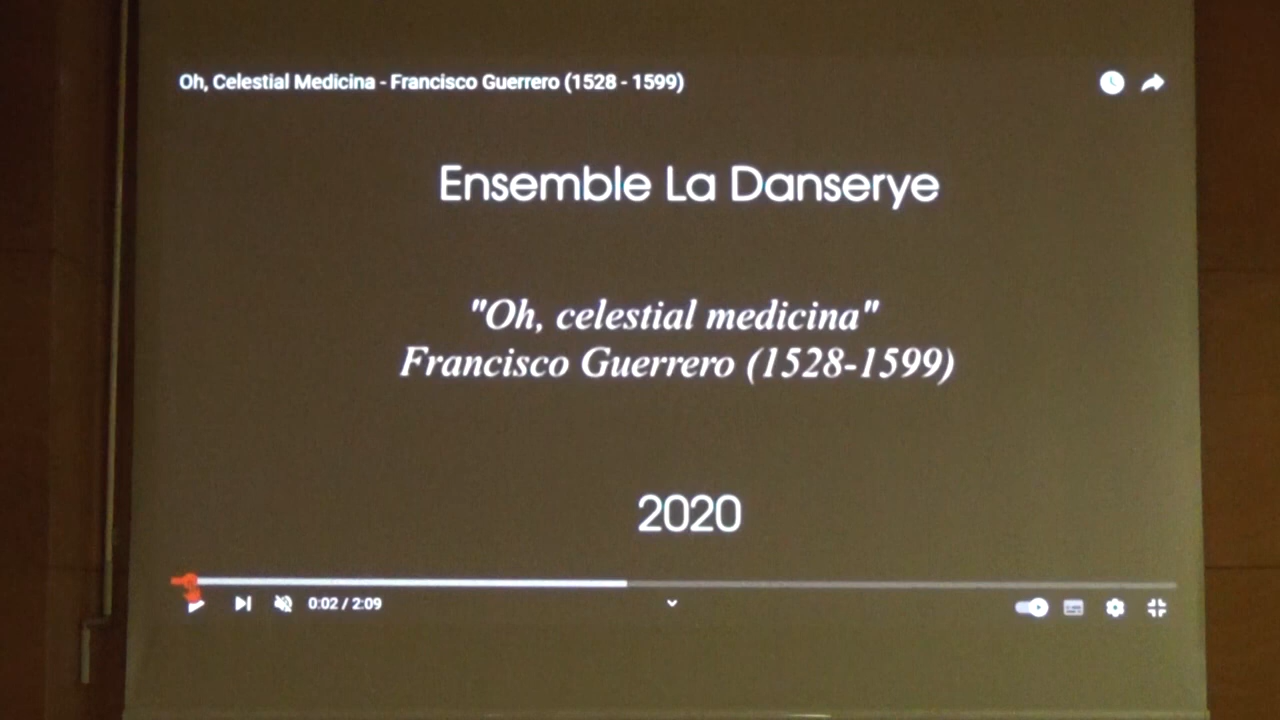 Oh, Celestial Medicina - Francisco Guerrero (1528 - 1599)
Ensemble La Danserye
"Oh, celestial medicina"
Francisco Guerrero (1528-1599)
2020
0:02 / 2:09